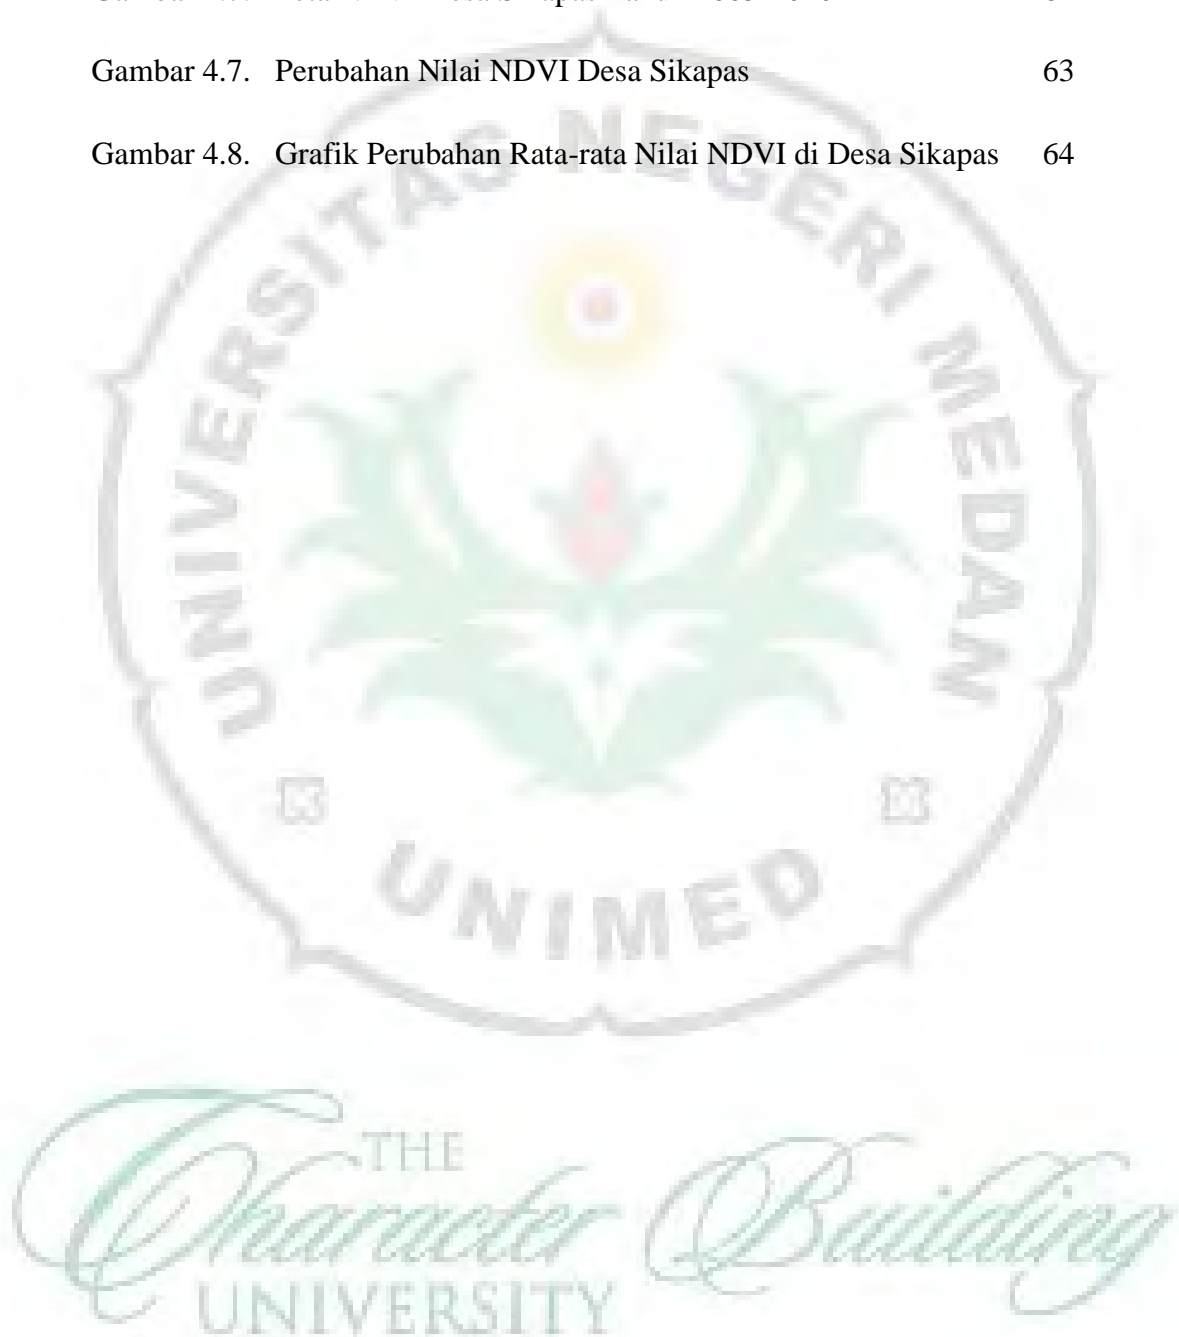 Gambar 4.7. Perubahan Nilai NDVI Desa Sikapas 63
Gambar 4.8. Grafik Perubahan Rata-rata Nilai NDVI di Desa Sikapas 64
UNIVERSITAS NEGERI MEDAN
UNIMED
THE
Character Building
UNIVERSITY